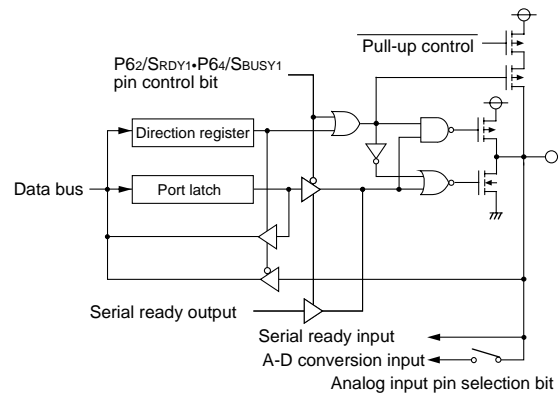 Pull-up control
P62/SRDY1•P64/SBUSY1
pin control bit
Direction register
Data bus
Port latch
Serial ready output
Serial ready input
A-D conversion input
Analog input pin selection bit